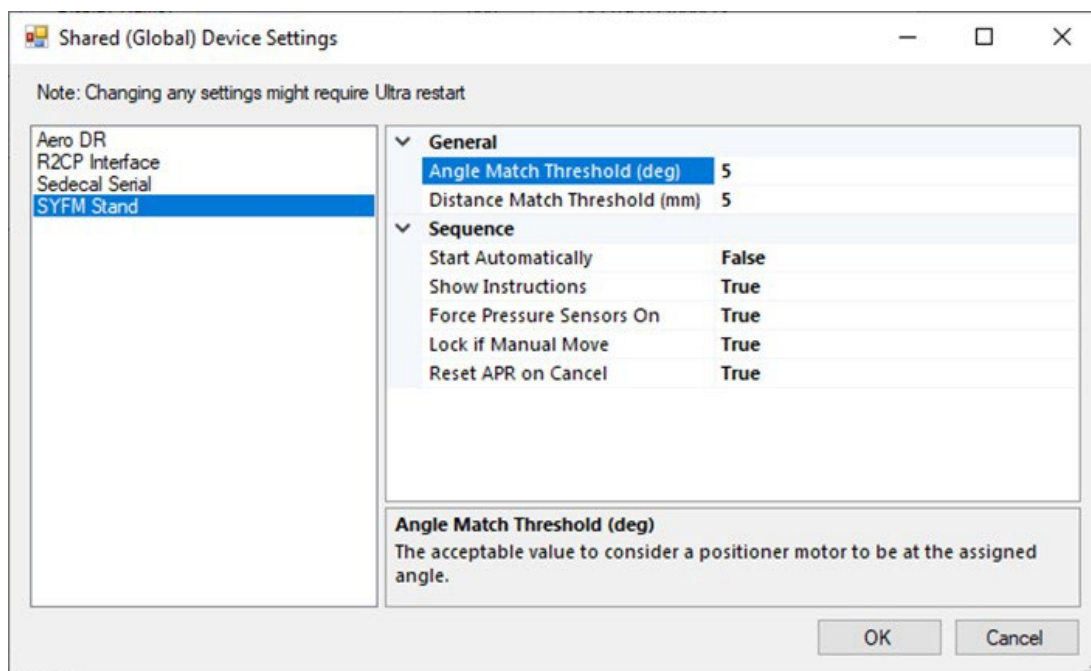 Shared (Global) Device Settings
Note: Changing any settings might require Ultra restart
Aero DR
R2CP Interface
Sedecal Serial
SYFM Stand
General
Angle Match Threshold (deg) 5
Distance Match Threshold (mm) 5
Sequence
Start Automatically False
Show Instructions True
Force Pressure Sensors On True
Lock if Manual Move True
Reset APR on Cancel True
Angle Match Threshold (deg)
The acceptable value to consider a positioner motor to be at the assigned
angle.
OK Cancel